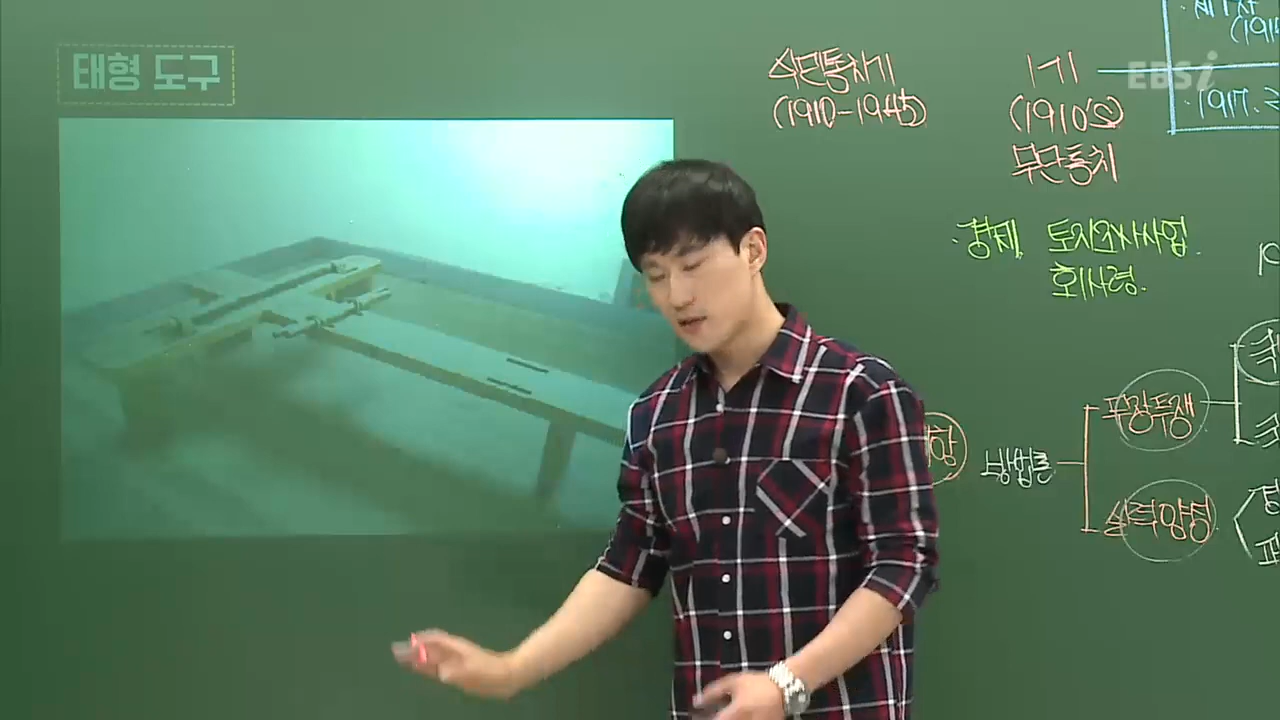 태형 도구
식민통치기
(1910-1945)
1기
(1910'S)
무단통치
EBSi
·1917.
·경제. 토지조사사업.
회사령.
방법론
무장투쟁
실력양성